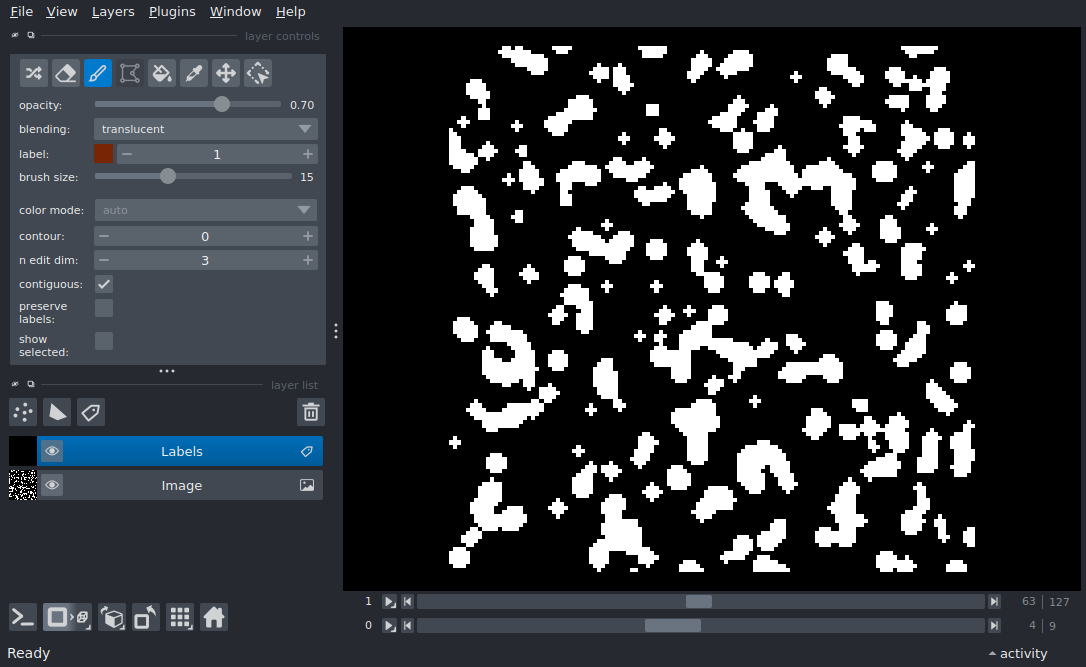 File View Layers Plugins Window Help
layer controls
opacity: 0.70
blending: translucent
label: 1
brush size: 15
color mode: auto
contour: 0
n edit dim: 3
contiguous:
preserve
labels:
show
selected:
layer list
Labels
Image
1 63 127
0 4 9
Ready activity